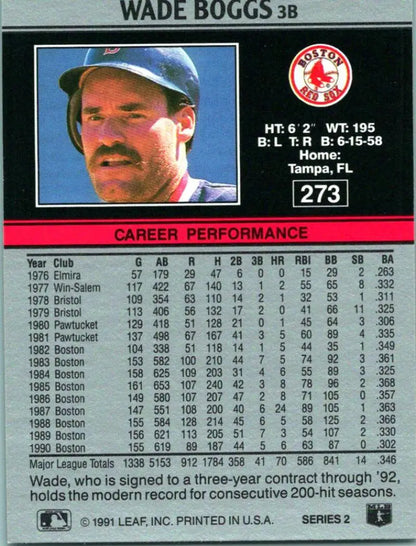 WADE BOGGS 3B
BOSTON
RED SOX
HT: 6' 2" WT: 195
B: L T: R B: 6-15-58
Home:
Tampa, FL
273
CAREER PERFORMANCE
Year Club G AB R H 2B 3B HR RBI BB SB BA
1976 Elmira 57 179 29 47 6 0 0 15 29 2 .263
1977 Win-Salem 117 422 67 140 13 1 2 55 65 8 .332
1978 Bristol 109 354 63 110 14 2 1 32 53 1 .311
1979 Bristol 113 406 56 132 17 2 0 41 66 11 .325
1980 Pawtucket 129 418 51 128 21 0 1 45 64 3 .306
1981 Pawtucket 137 498 67 167 41 3 5 60 89 4 .335
1982 Boston 104 338 51 118 14 1 5 44 35 1 .349
1983 Boston 153 582 100 210 44 7 5 74 92 3 .361
1984 Boston 158 625 109 203 31 4 6 55 89 3 .325
1985 Boston 161 653 107 240 42 3 8 78 96 2 .368
1986 Boston 149 580 107 207 47 2 8 71 105 0 .357
1987 Boston 147 551 108 200 40 6 24 89 105 1 .363
1988 Boston 155 584 128 214 45 6 5 58 125 2 .366
1989 Boston 156 621 113 205 51 7 3 54 107 2 .330
1990 Boston 155 619 89 187 44 5 6 63 87 0 .302
Major League Totals 1338 5153 912 1784 358 41 70 586 841 14 .346
Wade, who is signed to a three-year contract through '92,
holds the modern record for consecutive 200-hit seasons.
© 1991 LEAF, INC. PRINTED IN U.S.A. SERIES 2